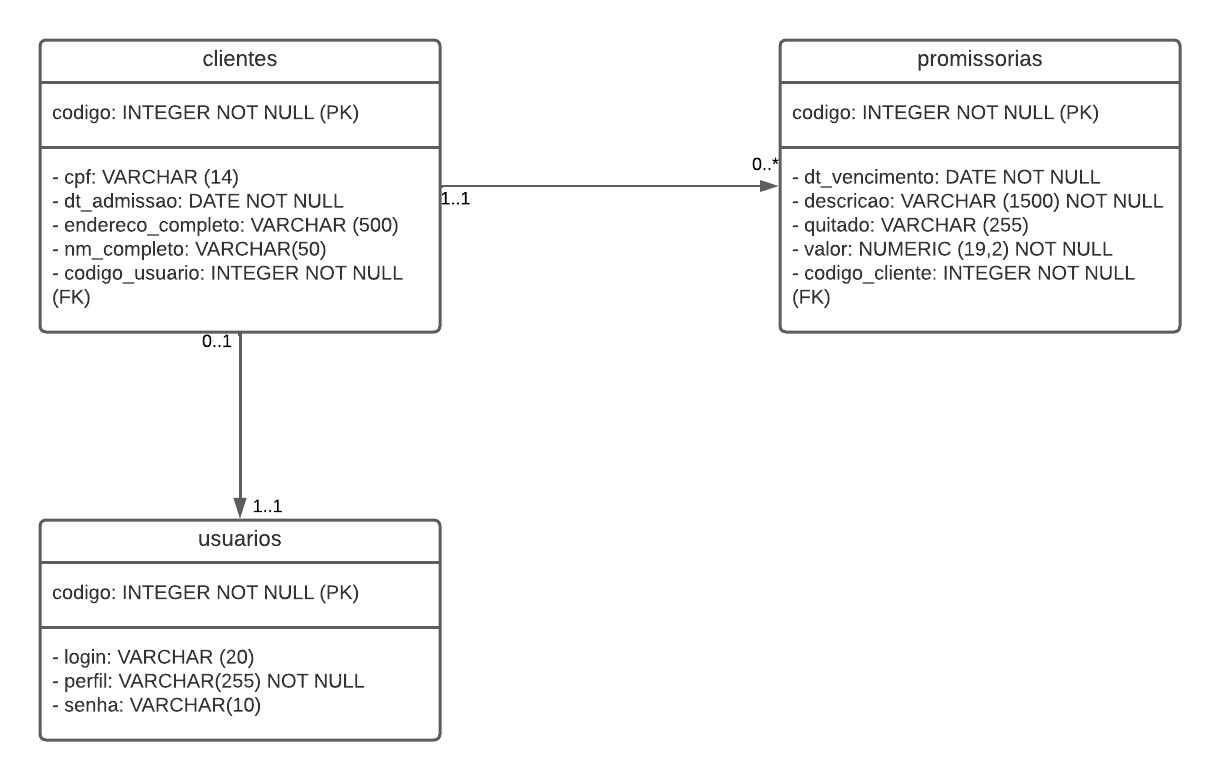 clientes
codigo: INTEGER NOT NULL (PK)
- cpf: VARCHAR (14)
- dt_admissao: DATE NOT NULL
- endereco_completo: VARCHAR (500)
- nm_completo: VARCHAR(50)
- codigo_usuario: INTEGER NOT NULL
(FK)
1..1
0..*
promissorias
codigo: INTEGER NOT NULL (PK)
- dt_vencimento: DATE NOT NULL
- descricao: VARCHAR (1500) NOT NULL
- quitado: VARCHAR (255)
- valor: NUMERIC (19,2) NOT NULL
- codigo_cliente: INTEGER NOT NULL
(FK)
0..1
1..1
usuarios
codigo: INTEGER NOT NULL (PK)
- login: VARCHAR (20)
- perfil: VARCHAR(255) NOT NULL
- senha: VARCHAR(10)